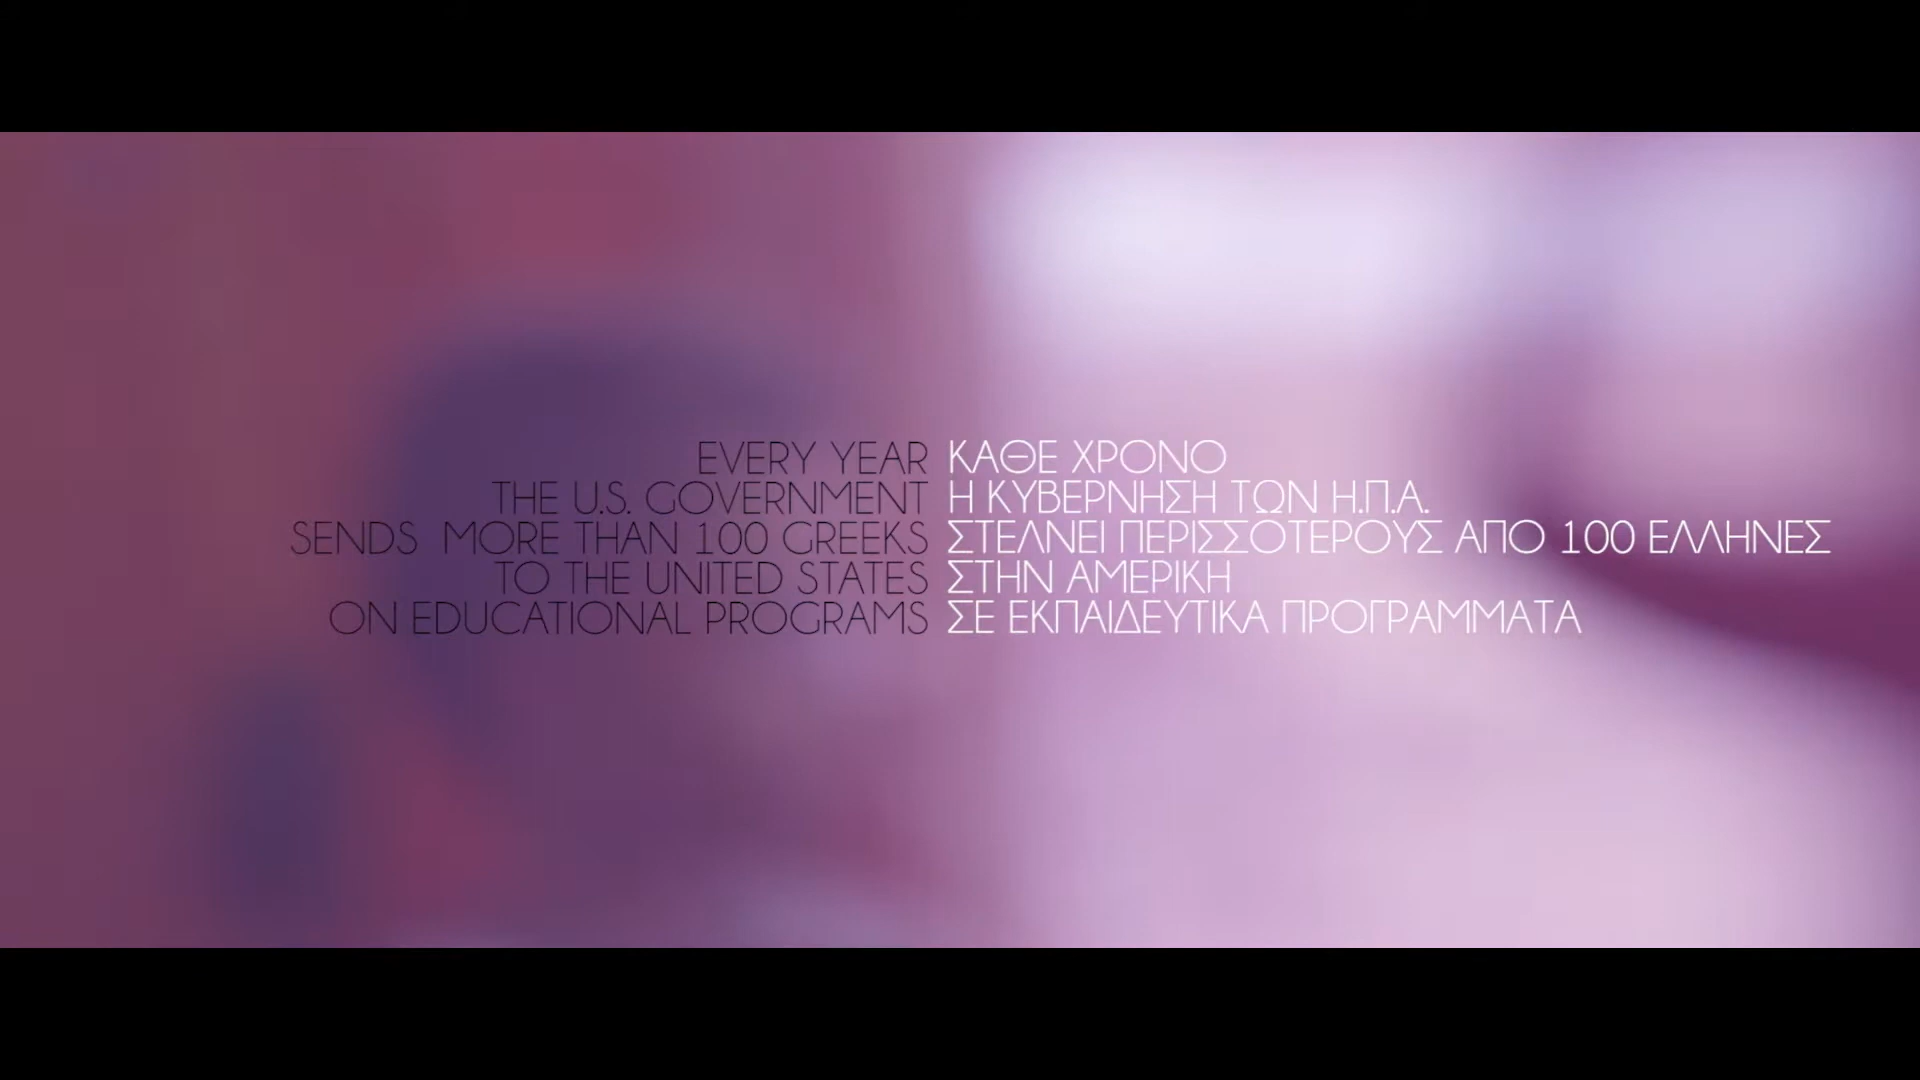 EVERY YEAR
THE U.S. GOVERNMENT
SENDS MORE THAN 100 GREEKS
TO THE UNITED STATES
ON EDUCATIONAL PROGRAMS
ΚΑΘΕ ΧΡΟΝΟ
Η ΚΥΒΕΡΝΗΣΗ ΤΩΝ Η.Π.Α.
ΣΤΕΛΝΕΙ ΠΕΡΙΣΣΟΤΕΡΟΥΣ ΑΠΟ 100 ΕΛΛΗΝΕΣ
ΣΤΗΝ ΑΜΕΡΙΚΗ
ΣΕ ΕΚΠΑΙΔΕΥΤΙΚΑ ΠΡΟΓΡΑΜΜΑΤΑ